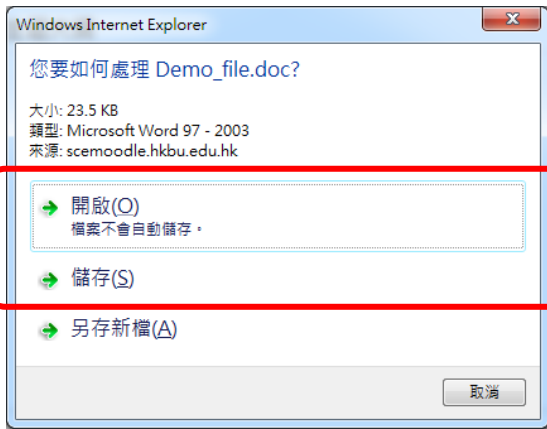 Windows Internet Explorer
您要如何處理 Demo_file.doc?
大小: 23.5 KB
類型: Microsoft Word 97 - 2003
來源: scemoodle.hkbu.edu.hk
開啟(O)
檔案不會自動儲存。
儲存(S)
另存新檔(A)
取消